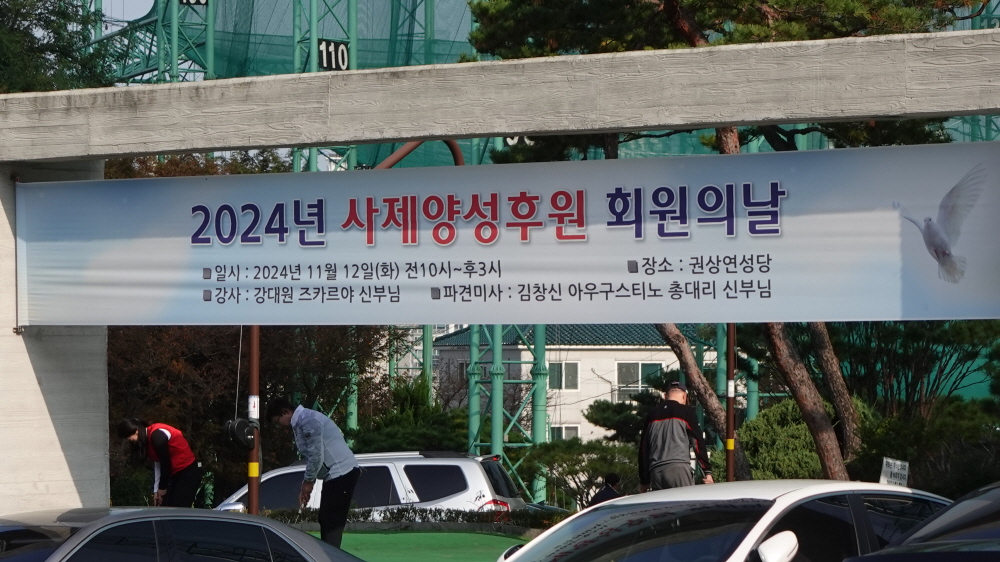 110
2024년 사제양성후원 회원의날
일시 : 2024년 11월 12일(화) 전10시~후3시
장소 : 권상연성당
강사 : 강대원 즈카르야 신부님
파견미사 : 김창신 아우구스티노 총대리 신부님